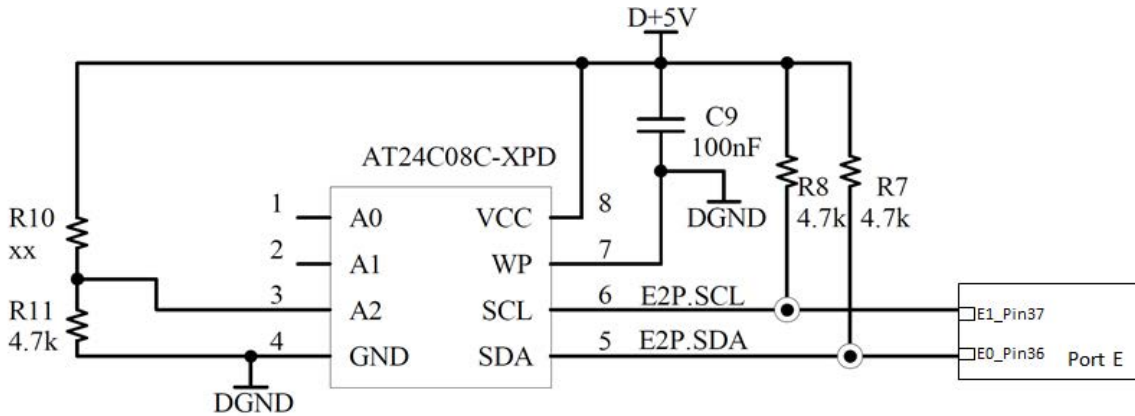 D+5V
C9
100nF
AT24C08C-XPD
R10
xx
R11
4.7k
1
A0
VCC
8
2
A1
WP
7
3
A2
SCL
6
E2P.SCL
4
GND
SDA
5
E2P.SDA
DGND
DGND
R8
4.7k
R7
4.7k
E1_Pin37
E0_Pin36
Port E